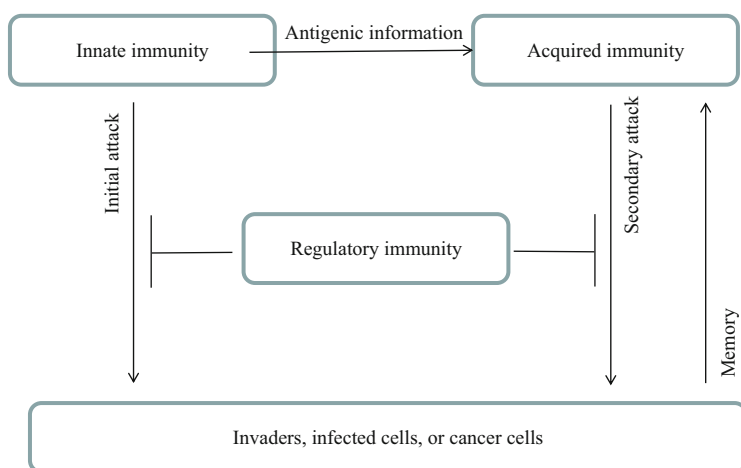 Innate immunity
Antigenic information
Acquired immunity
Initial attack
Secondary attack
Regulatory immunity
Memory
Invaders, infected cells, or cancer cells